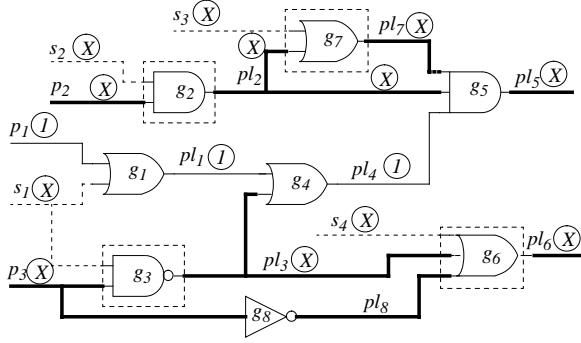 s3 X
g7
pl7 X
s2 X
X
p2 X
g2
pl2
X
g5
pl5 X
p1 1
g1
pl1 1
g4
pl4 1
s1 X
s4 X
p3 X
g3
pl3 X
g6
pl6 X
g8
pl8